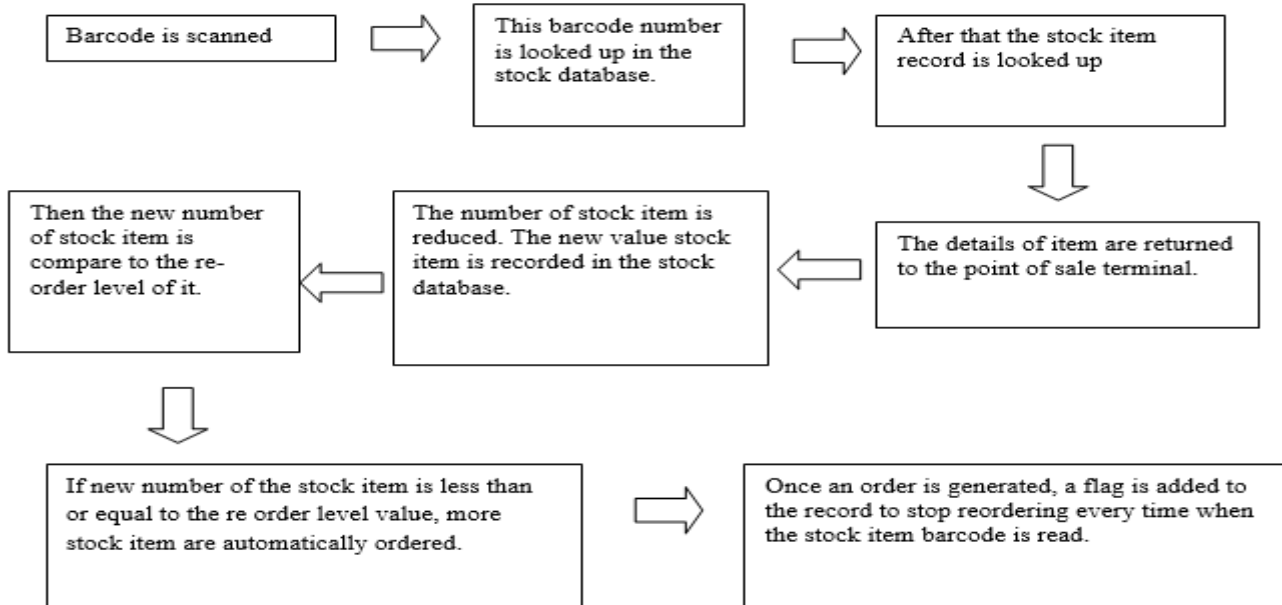 Barcode is scanned
This barcode number
is looked up in the
stock database.
After that the stock item
record is looked up
The details of item are returned
to the point of sale terminal.
The number of stock item is
reduced. The new value stock
item is recorded in the stock
database.
Then the new number
of stock item is
compare to the re-
order level of it.
If new number of the stock item is less than
or equal to the re order level value, more
stock item are automatically ordered.
Once an order is generated, a flag is added to
the record to stop reordering every time when
the stock item barcode is read.